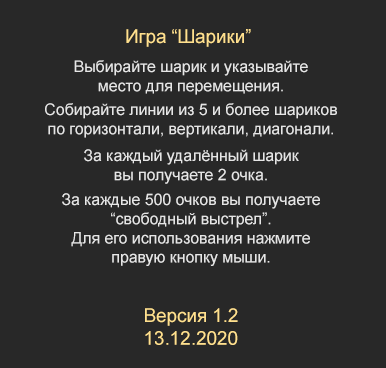 Игра “Шарики”
Выбирайте шарик и указывайте
место для перемещения.
Собирайте линии из 5 и более шариков
по горизонтали, вертикали, диагонали.
За каждый удалённый шарик
вы получаете 2 очка.
За каждые 500 очков вы получаете
“свободный выстрел”.
Для его использования нажмите
правую кнопку мыши.
Версия 1.2
13.12.2020